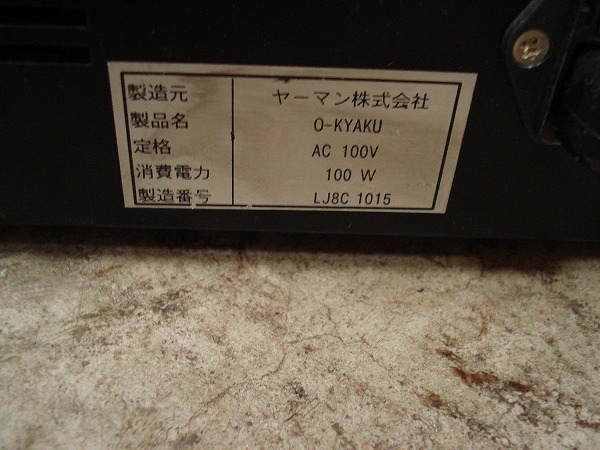 製造元 ヤーマン株式会社
製品名 O-KYAKU
定格 AC 100V
消費電力 100 W
製造番号 LJ8C 1015